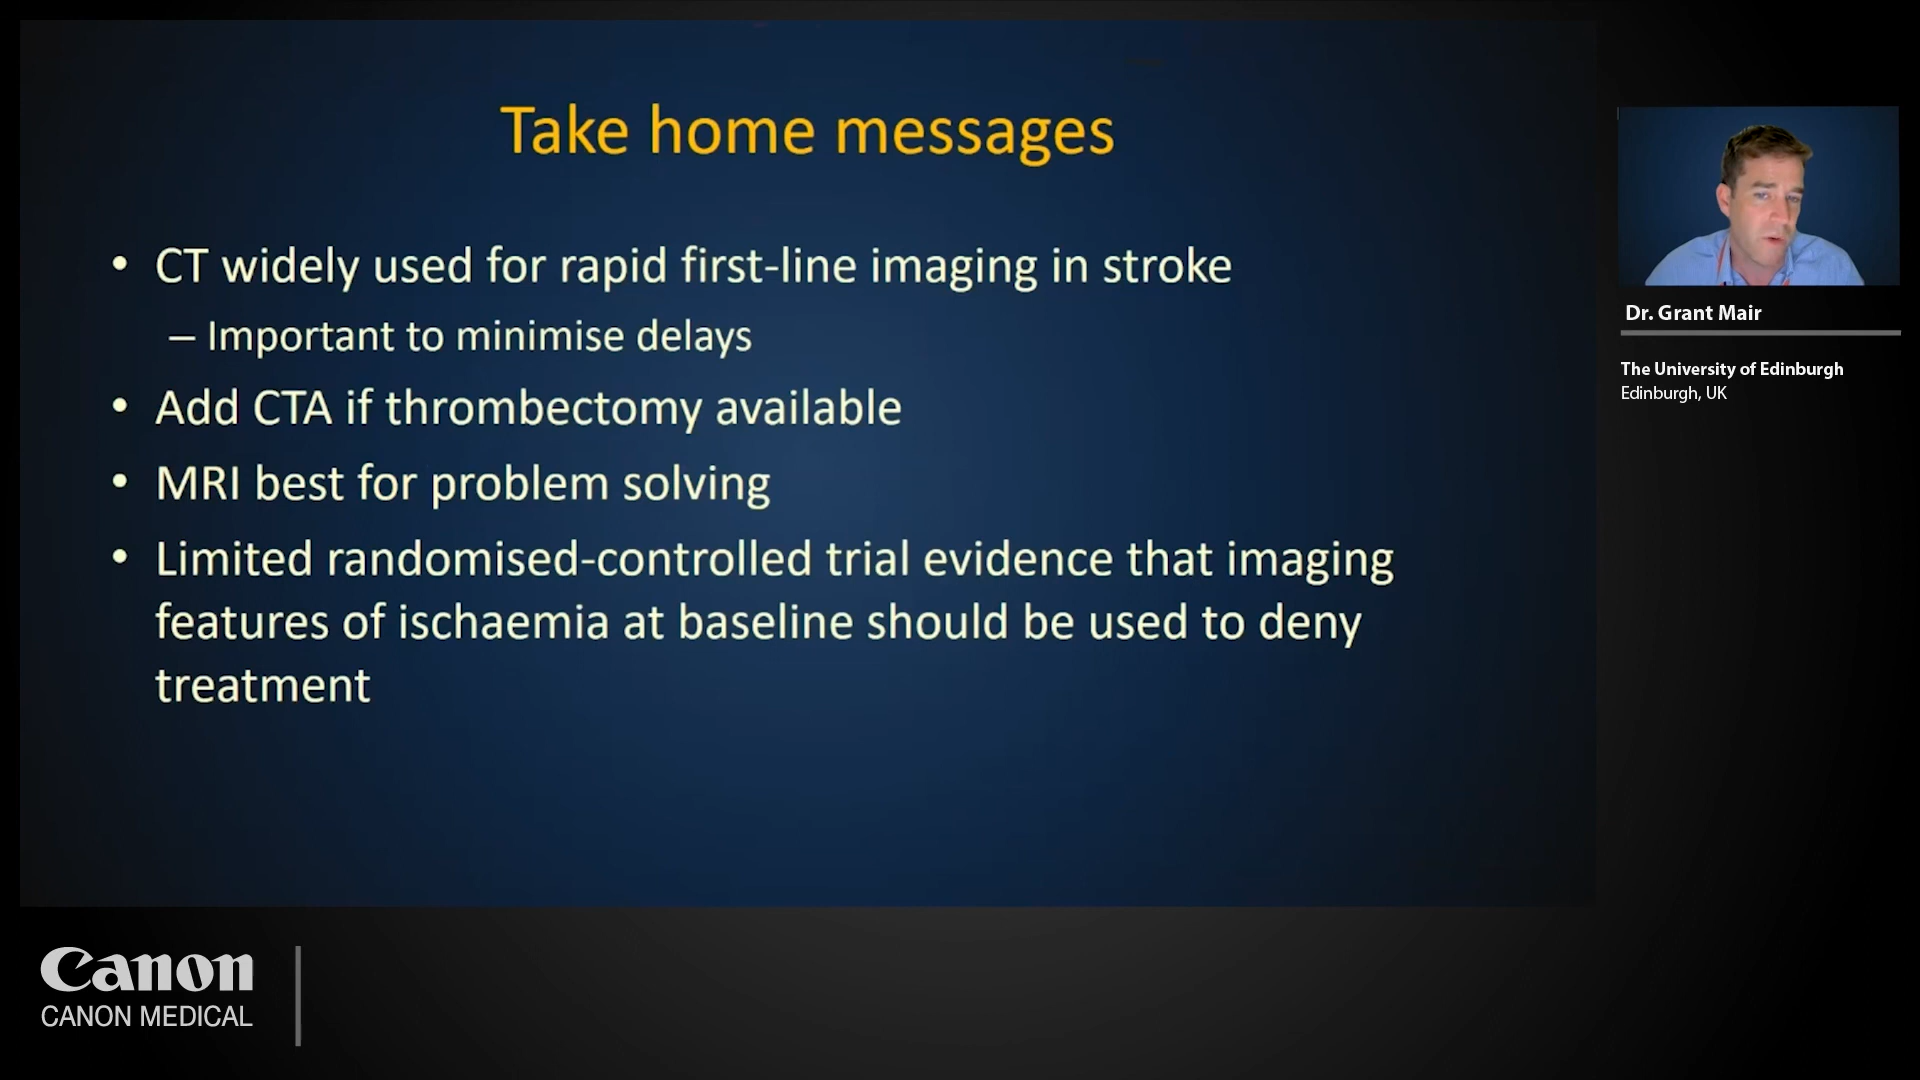 Take home messages
• CT widely used for rapid first-line imaging in stroke
– Important to minimise delays
• Add CTA if thrombectomy available
• MRI best for problem solving
• Limited randomised-controlled trial evidence that imaging
features of ischaemia at baseline should be used to deny
treatment
Dr. Grant Mair
The University of Edinburgh
Edinburgh, UK
Canon
CANON MEDICAL